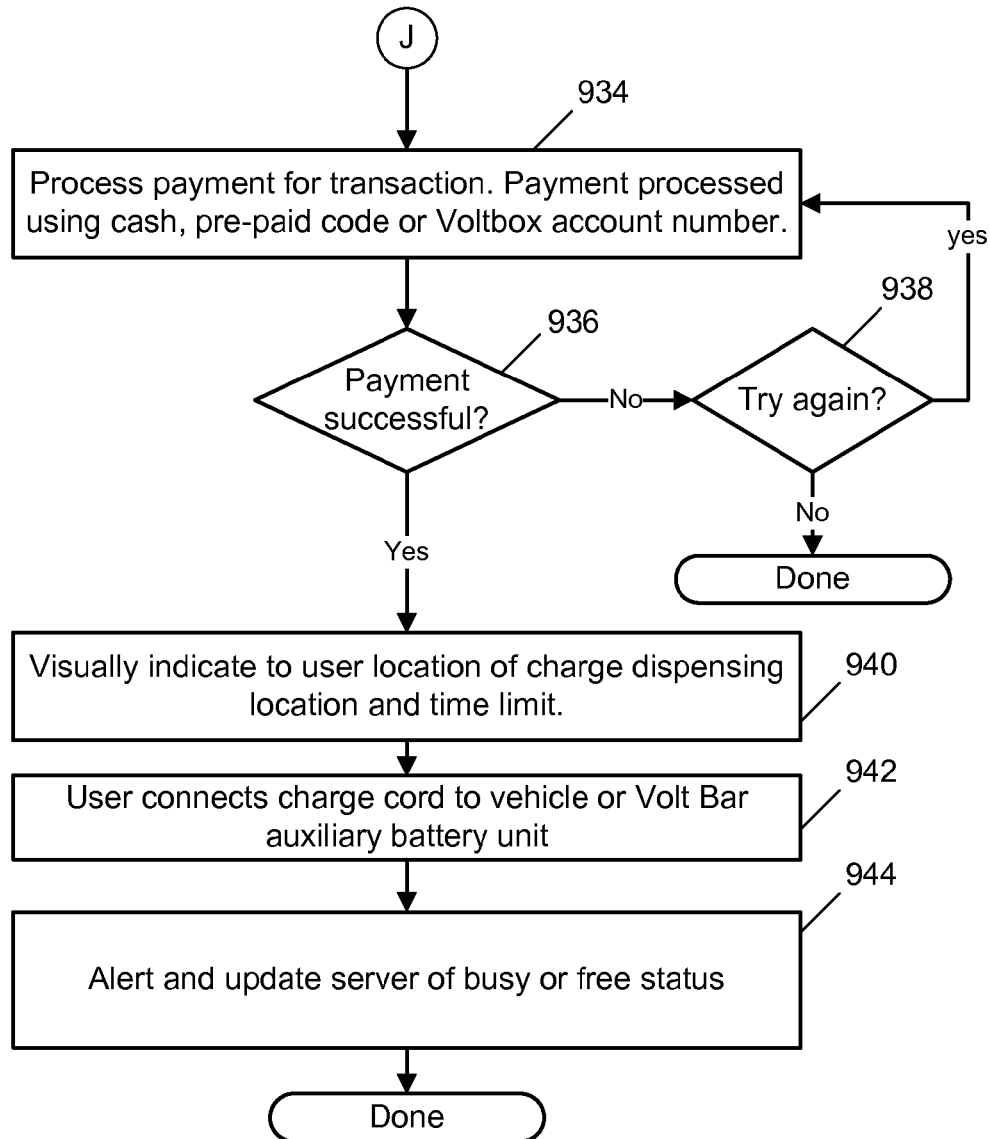 J
934
Process payment for transaction. Payment processed
using cash, pre-paid code or Voltbox account number.
yes
938
936
Payment
successful?
No
Try again?
No
Done
Yes
Visually indicate to user location of charge dispensing
location and time limit.
940
User connects charge cord to vehicle or Volt Bar
auxiliary battery unit
942
944
Alert and update server of busy or free status
Done